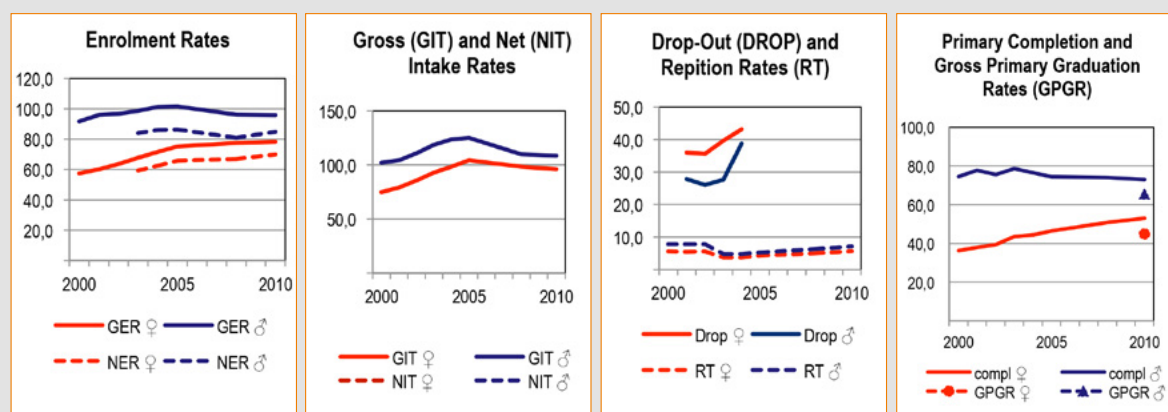 Enrolment Rates
120,0
100,0
80,0
60,0
40,0
20,0
2000 2005 2010
GER ♀ GER ♂
NER ♀ NER ♂
Gross (GIT) and Net (NIT)
Intake Rates
150,0
100,0
50,0
2000 2005 2010
GIT ♀ GIT ♂
NIT ♀ NIT ♂
Drop-Out (DROP) and
Repition Rates (RT)
50,0
40,0
30,0
20,0
10,0
2000 2005 2010
Drop ♀ Drop ♂
RT ♀ RT ♂
Primary Completion and
Gross Primary Graduation
Rates (GPGR)
100,0
80,0
60,0
40,0
20,0
2000 2005 2010
compl ♀ compl ♂
GPGR ♀ GPGR ♂